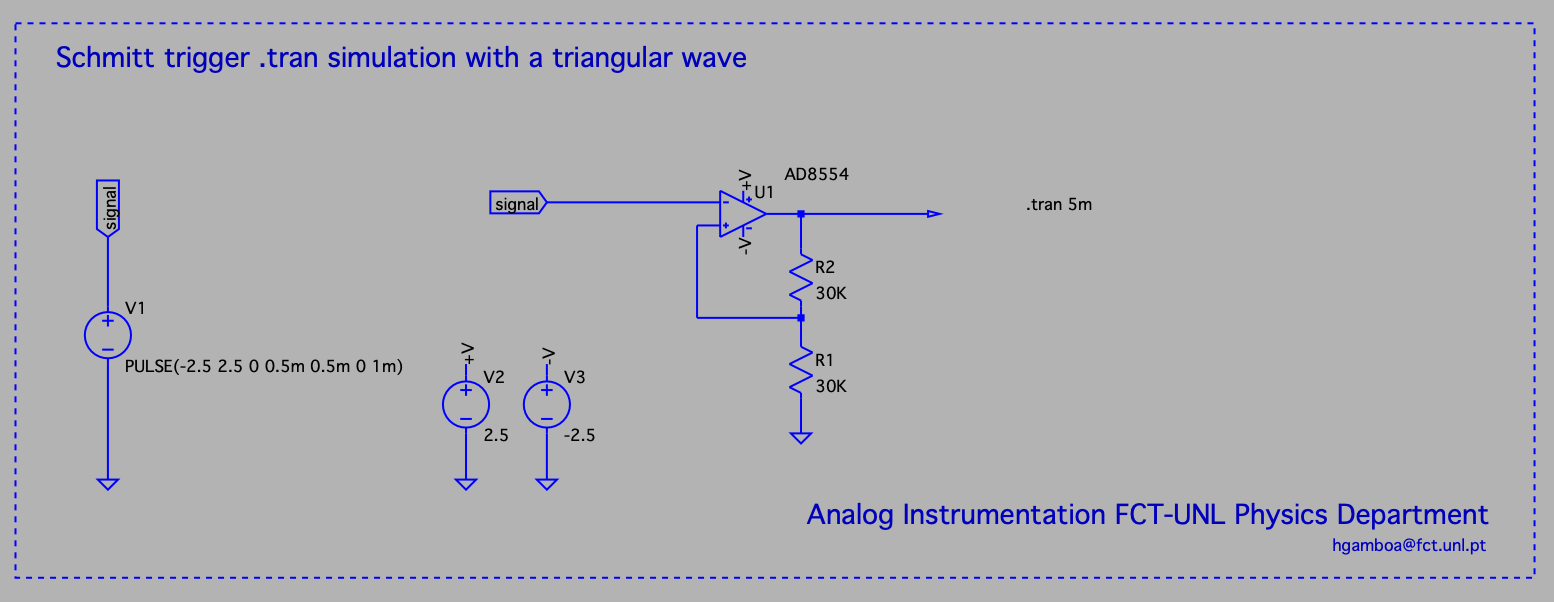 Schmitt trigger .tran simulation with a triangular wave
signal
V1
+
−
PULSE(-2.5 2.5 0 0.5m 0.5m 0 1m)
signal
+V
AD8554
U1
-V
.tran 5m
R2
30K
R1
30K
+V
V2
+
−
2.5
-V
V3
+
−
-2.5
Analog Instrumentation FCT-UNL Physics Department
hgamboa@fct.unl.pt